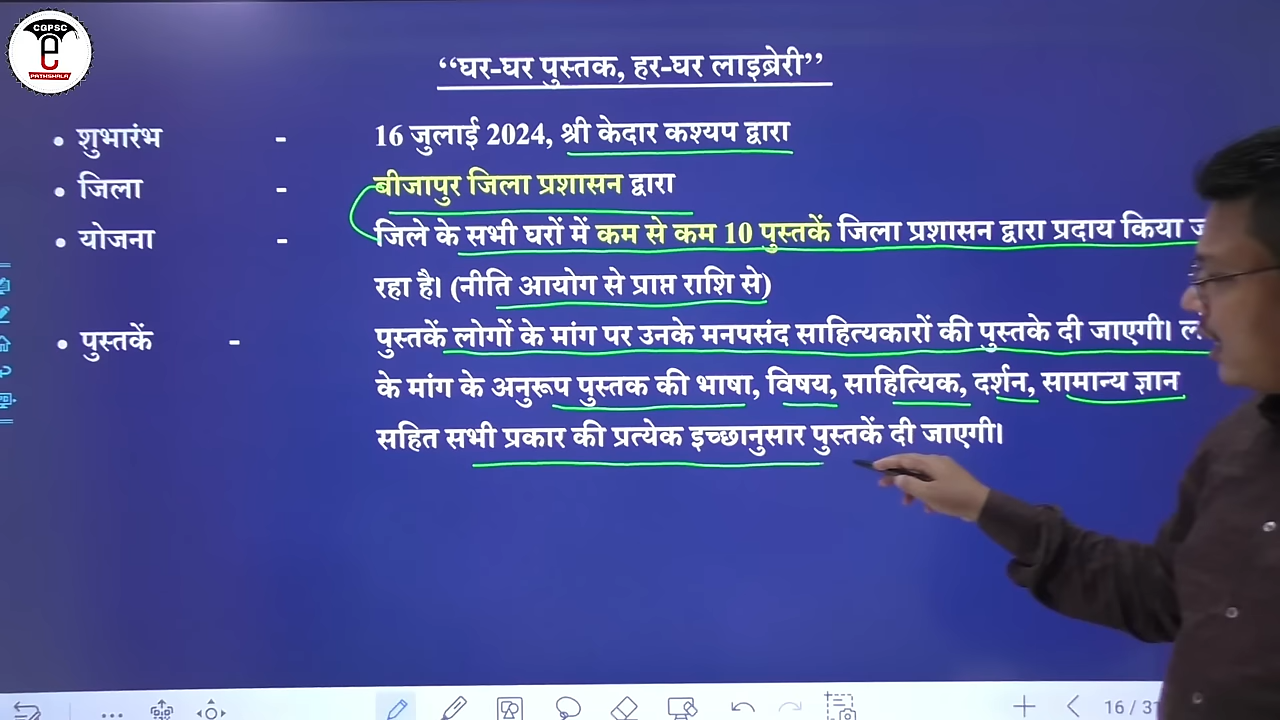 CGPSC
e
PATHSHALA
“घर-घर पुस्तक, हर-घर लाइब्रेरी”
• शुभारंभ - 16 जुलाई 2024, श्री केदार कश्यप द्वारा
• जिला - बीजापुर जिला प्रशासन द्वारा
• योजना - जिले के सभी घरों में कम से कम 10 पुस्तकें जिला प्रशासन द्वारा प्रदाय किया
रहा है। (नीति आयोग से प्राप्त राशि से)
• पुस्तकें - पुस्तकें लोगों के मांग पर उनके मनपसंद साहित्यकारों की पुस्तके दी जाएगी।
के मांग के अनुरूप पुस्तक की भाषा, विषय, साहित्यिक, दर्शन, सामान्य ज्ञान
सहित सभी प्रकार की प्रत्येक इच्छानुसार पुस्तकें दी जाएगी।
16 / 31